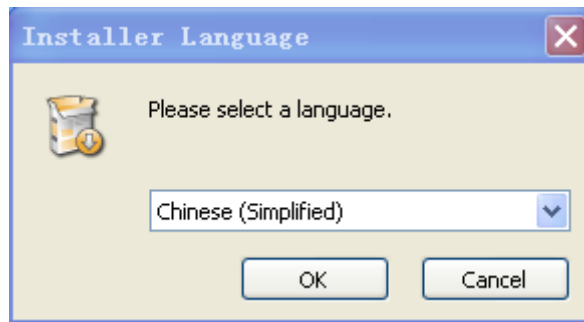 Installer Language
Please select a language.
Chinese (Simplified)
OK
Cancel